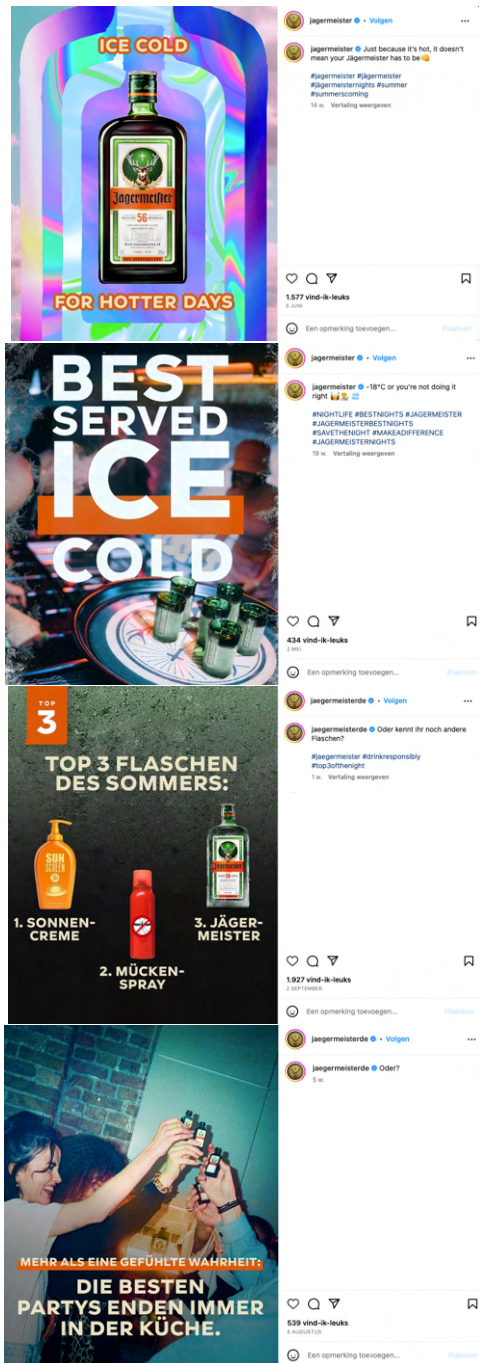 ICE COLD
Jägermeister
56
FOR HOTTER DAYS
jagermeister • Volgen
jagermeister Just because it's hot, it doesn't
mean your Jägermeister has to be
#jagermeister #jägermeister
#jägermeisternights #summer
#summerscoming
14 w. Vertaling weergeven
1.577 vind-ik-leuks
5 JUNI
Een opmerking toevoegen...
Plaatsen
BEST
SERVED
ICE
COLD
jagermeister • Volgen
jagermeister -18°C or you're not doing it
right
#NIGHTLIFE #BESTNIGHTS #JAGERMEISTER
#JAGERMEISTERBESTNIGHTS
#SAVETHENIGHT #MAKEADIFFERENCE
#JAGERMEISTERNIGHTS
19 w. Vertaling weergeven
434 vind-ik-leuks
2 MEI
Een opmerking toevoegen...
Plaatsen
TOP
3
TOP 3 FLASCHEN
DES SOMMERS:
SUN
SCREEN
Jägermeister
1. SONNEN-
CREME
2. MÜCKEN-
SPRAY
3. JÄGER-
MEISTER
jaegermeisterde • Volgen
jaegermeisterde Oder kennt ihr noch andere
Flaschen?
#jaegermeister #drinkresponsibly
#top3ofthenight
1 w. Vertaling weergeven
1.927 vind-ik-leuks
2 SEPTEMBER
Een opmerking toevoegen...
Plaatsen
MEHR ALS EINE GEFÜHLTE WAHRHEIT:
DIE BESTEN
PARTYS ENDEN IMMER
IN DER KÜCHE.
jaegermeisterde • Volgen
jaegermeisterde Oder?
5 w.
539 vind-ik-leuks
5 AUGUSTUS
Een opmerking toevoegen...
Plaatsen